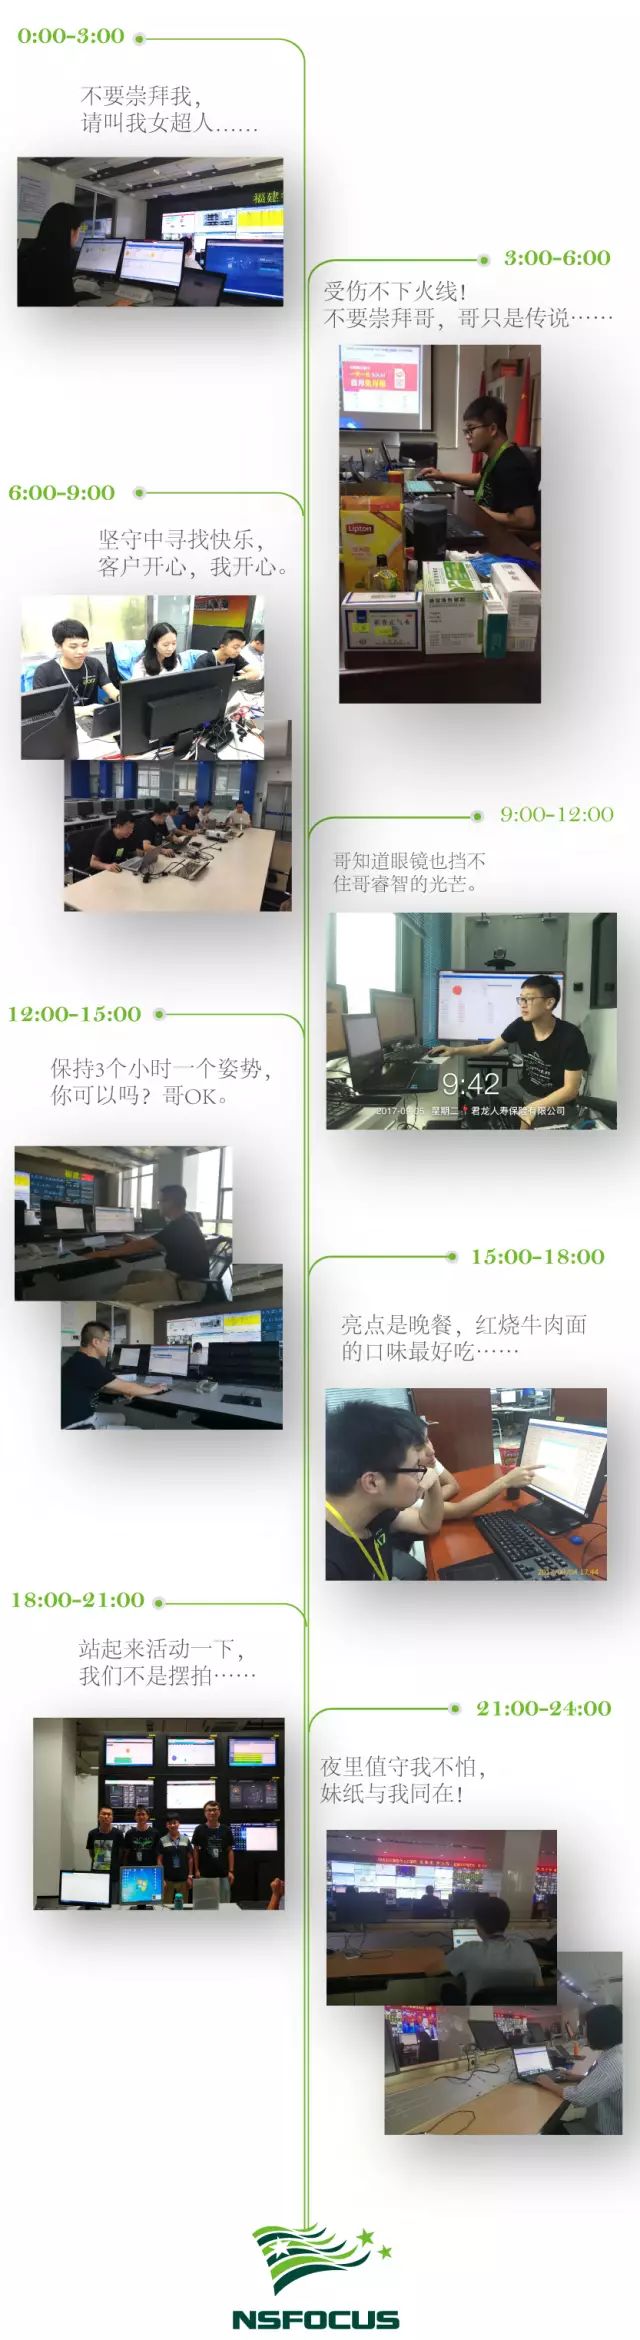 0:00-3:00
不要崇拜我，
请叫我女超人……
福建
3:00-6:00
受伤不下火线！
不要崇拜哥，哥只是传说……
Lipton
6:00-9:00
坚守中寻找快乐，
客户开心，我开心。
9:00-12:00
哥知道眼镜也挡不
住哥睿智的光芒。
9:42
2017-09-05 星期二 君龙人寿保险有限公司
12:00-15:00
保持3个小时一个姿势，
你可以吗？哥OK。
15:00-18:00
亮点是晚餐，红烧牛肉面
的口味最好吃……
2017/09/04 17:44
18:00-21:00
站起来活动一下，
我们不是摆拍……
21:00-24:00
夜里值守我不怕，
妹纸与我同在！
NSFOCUS